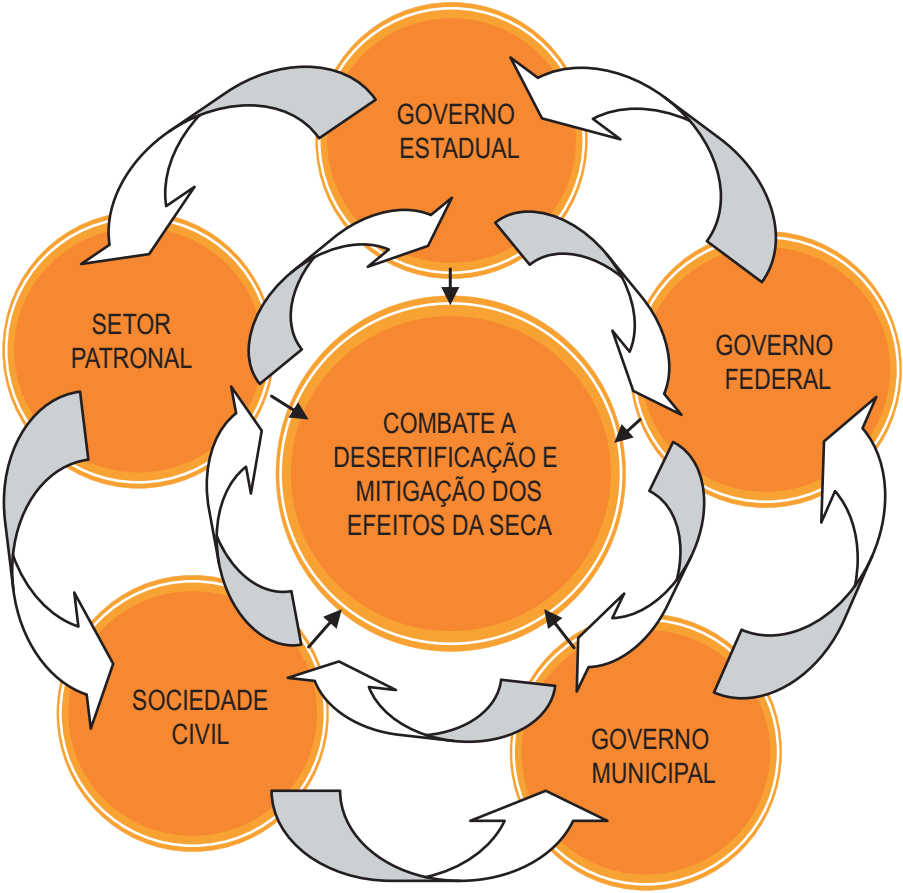 GOVERNO
ESTADUAL
SETOR
PATRONAL
GOVERNO
FEDERAL
COMBATE A
DESERTIFICAÇÃO E
MITIGAÇÃO DOS
EFEITOS DA SECA
SOCIEDADE
CIVIL
GOVERNO
MUNICIPAL